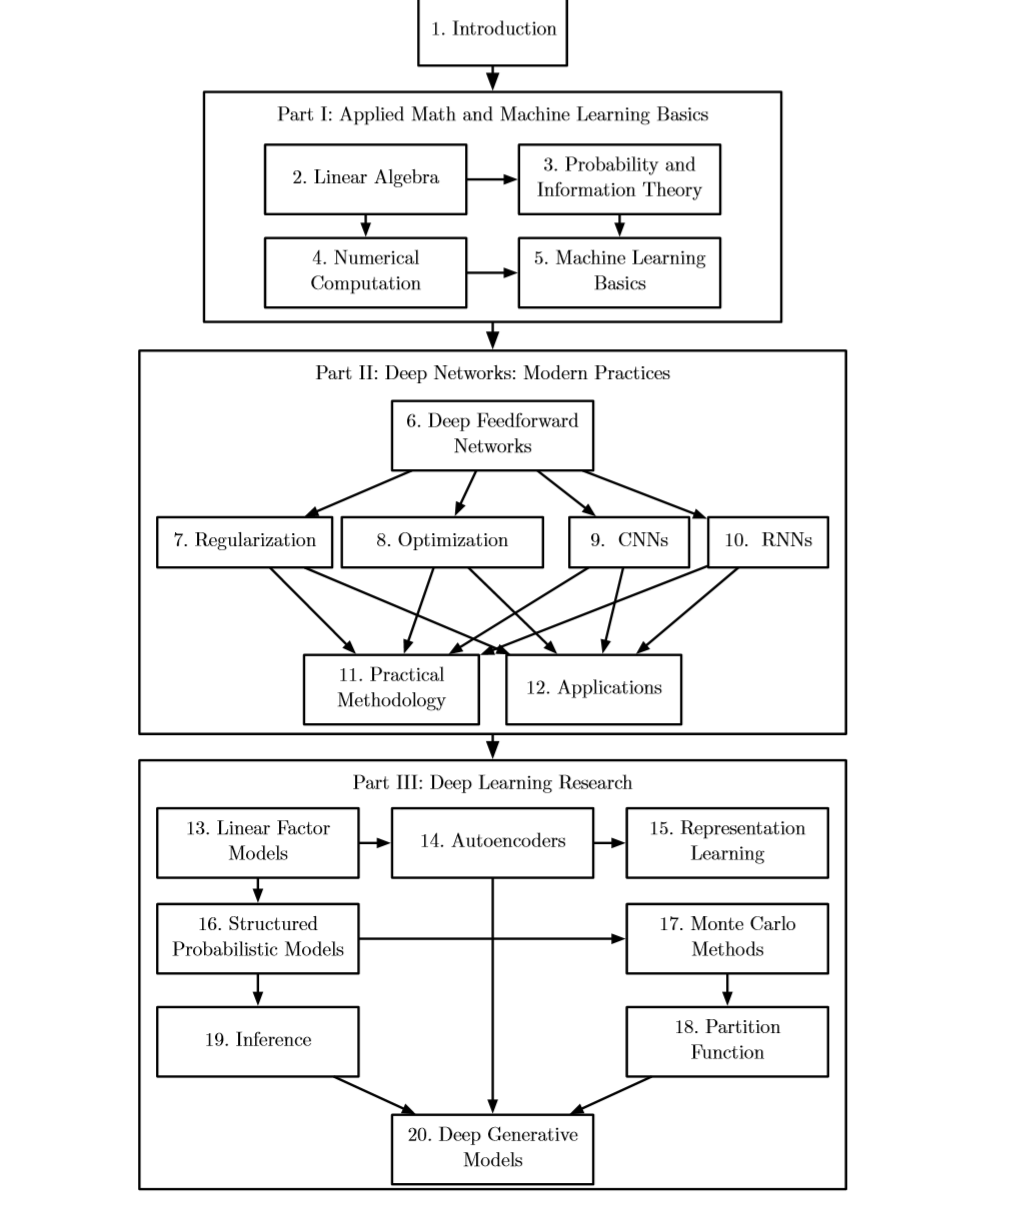 1. Introduction
Part I: Applied Math and Machine Learning Basics
2. Linear Algebra
3. Probability and
Information Theory
4. Numerical
Computation
5. Machine Learning
Basics
Part II: Deep Networks: Modern Practices
6. Deep Feedforward
Networks
7. Regularization
8. Optimization
9. CNNs
10. RNNs
11. Practical
Methodology
12. Applications
Part III: Deep Learning Research
13. Linear Factor
Models
14. Autoencoders
15. Representation
Learning
16. Structured
Probabilistic Models
17. Monte Carlo
Methods
19. Inference
18. Partition
Function
20. Deep Generative
Models